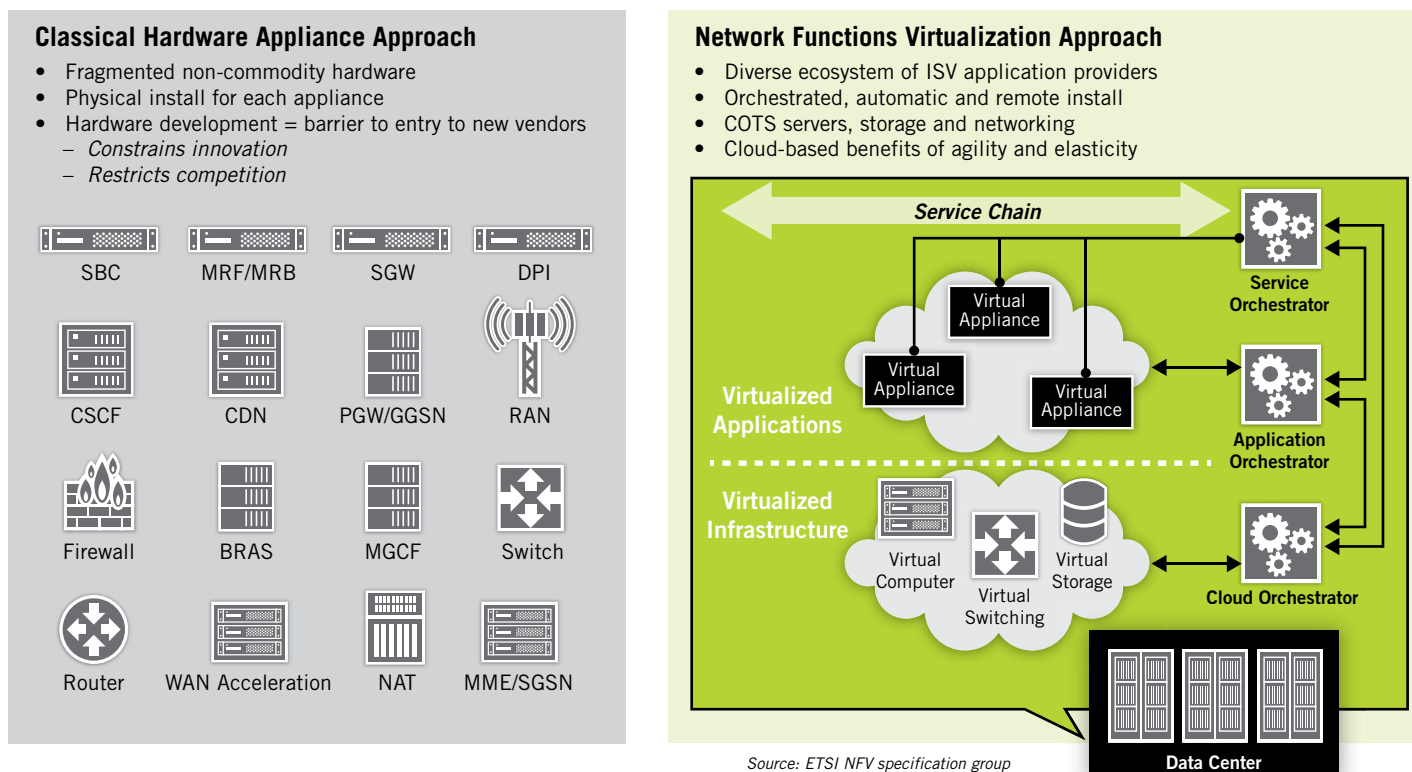 Classical Hardware Appliance Approach
• Fragmented non-commodity hardware
• Physical install for each appliance
• Hardware development = barrier to entry to new vendors
– Constrains innovation
– Restricts competition
SBC
MRF/MRB
SGW
DPI
CSCF
CDN
PGW/GGSN
RAN
Firewall
BRAS
MGCF
Switch
Router
WAN Acceleration
NAT
MME/SGSN
Network Functions Virtualization Approach
• Diverse ecosystem of ISV application providers
• Orchestrated, automatic and remote install
• COTS servers, storage and networking
• Cloud-based benefits of agility and elasticity
Service Chain
Service
Orchestrator
Virtual
Appliance
Virtual
Appliance
Virtual
Appliance
Virtualized
Applications
Application
Orchestrator
Virtualized
Infrastructure
Virtual
Computer
Virtual
Switching
Virtual
Storage
Cloud Orchestrator
Data Center
Source: ETSI NFV specification group